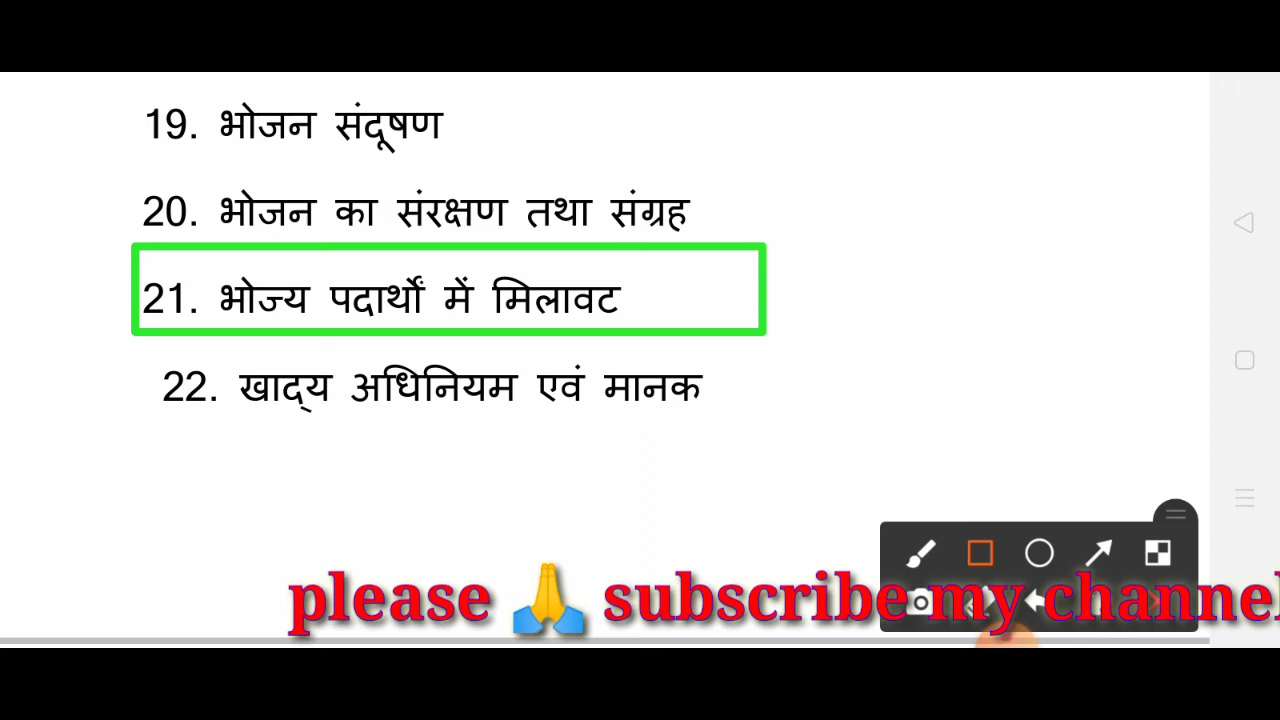 19. भोजन संदूषण
20. भोजन का संरक्षण तथा संग्रह
21. भोज्य पदार्थों में मिलावट
22. खाद्य अधिनियम एवं मानक
please 🙏 subscribe my channel